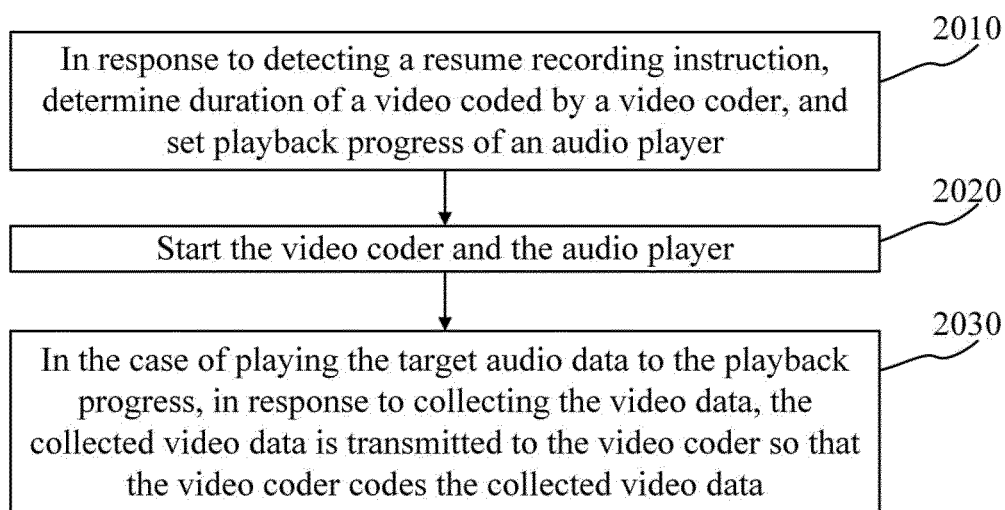 2010
In response to detecting a resume recording instruction,
determine duration of a video coded by a video coder, and
set playback progress of an audio player
2020
Start the video coder and the audio player
2030
In the case of playing the target audio data to the playback
progress, in response to collecting the video data, the
collected video data is transmitted to the video coder so that
the video coder codes the collected video data